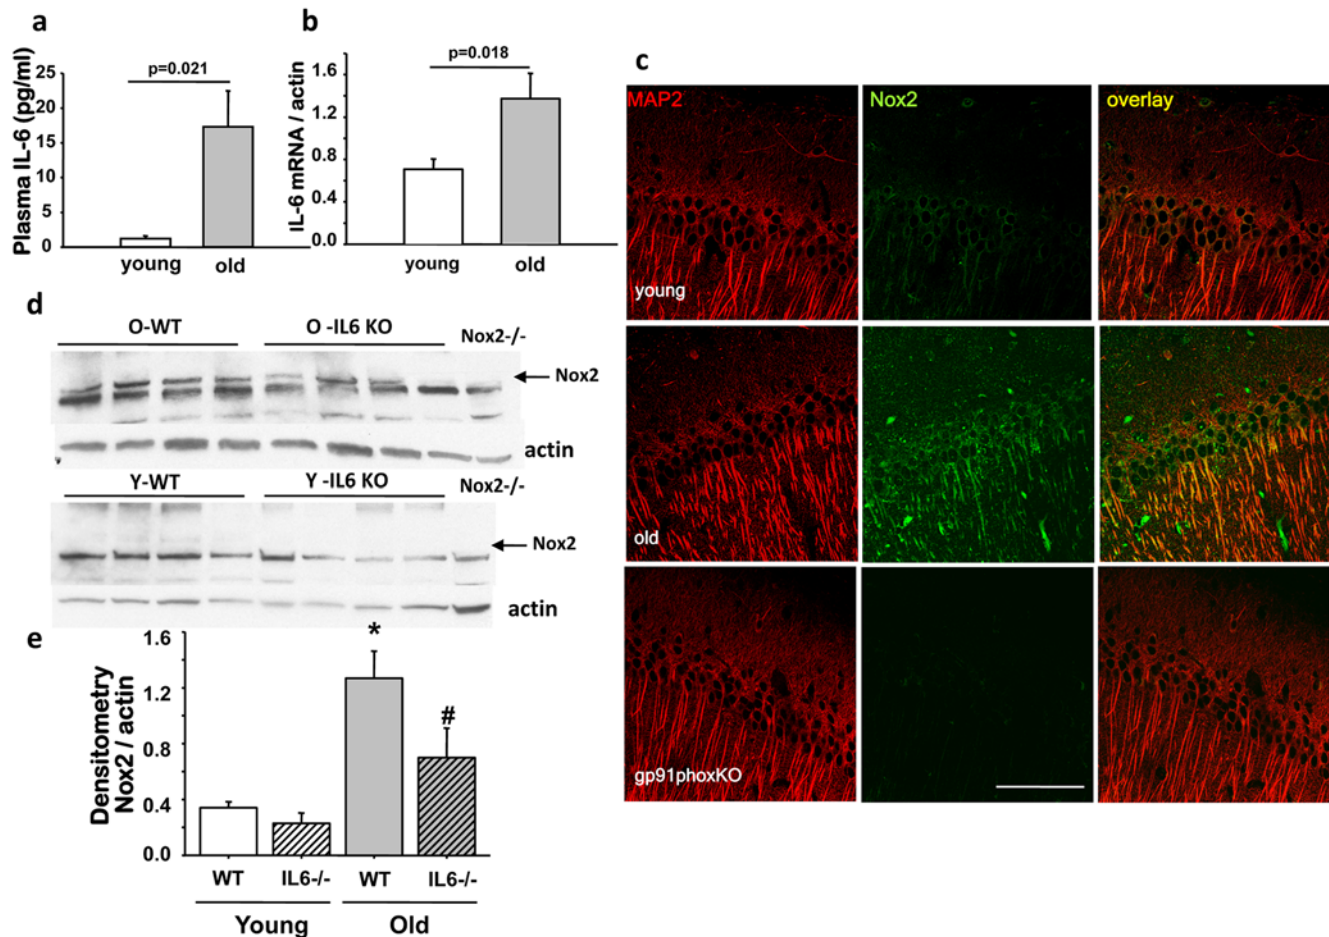 a
Plasma IL-6 (pg/ml)
p=0.021
25
20
15
10
5
0
young old
b
IL-6 mRNA / actin
p=0.018
1.6
1.2
0.8
0.4
0.0
young old
c
MAP2 Nox2 overlay
young
old
gp91phoxKO
d
O-WT O -IL6 KO Nox2-/-
Nox2
actin
Y-WT Y -IL6 KO Nox2-/-
Nox2
actin
e
Densitometry
Nox2 / actin
1.6
1.2
0.8
0.4
0.0
*
#
WT IL6-/- WT IL6-/-
Young Old